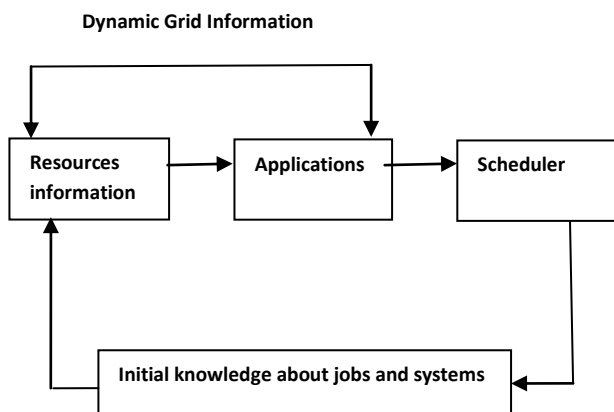 Dynamic Grid Information
Resources
information
Applications
Scheduler
Initial knowledge about jobs and systems